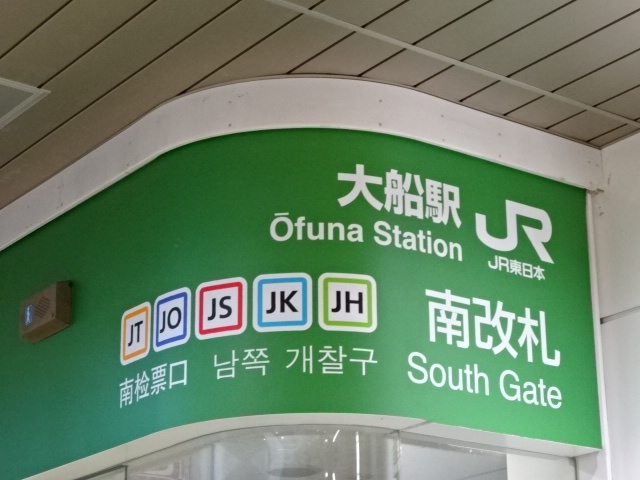 大船駅
Ōfuna Station
JR
JR東日本
JT JO JS JK JH
南改札
South Gate
南检票口
남쪽 개찰구